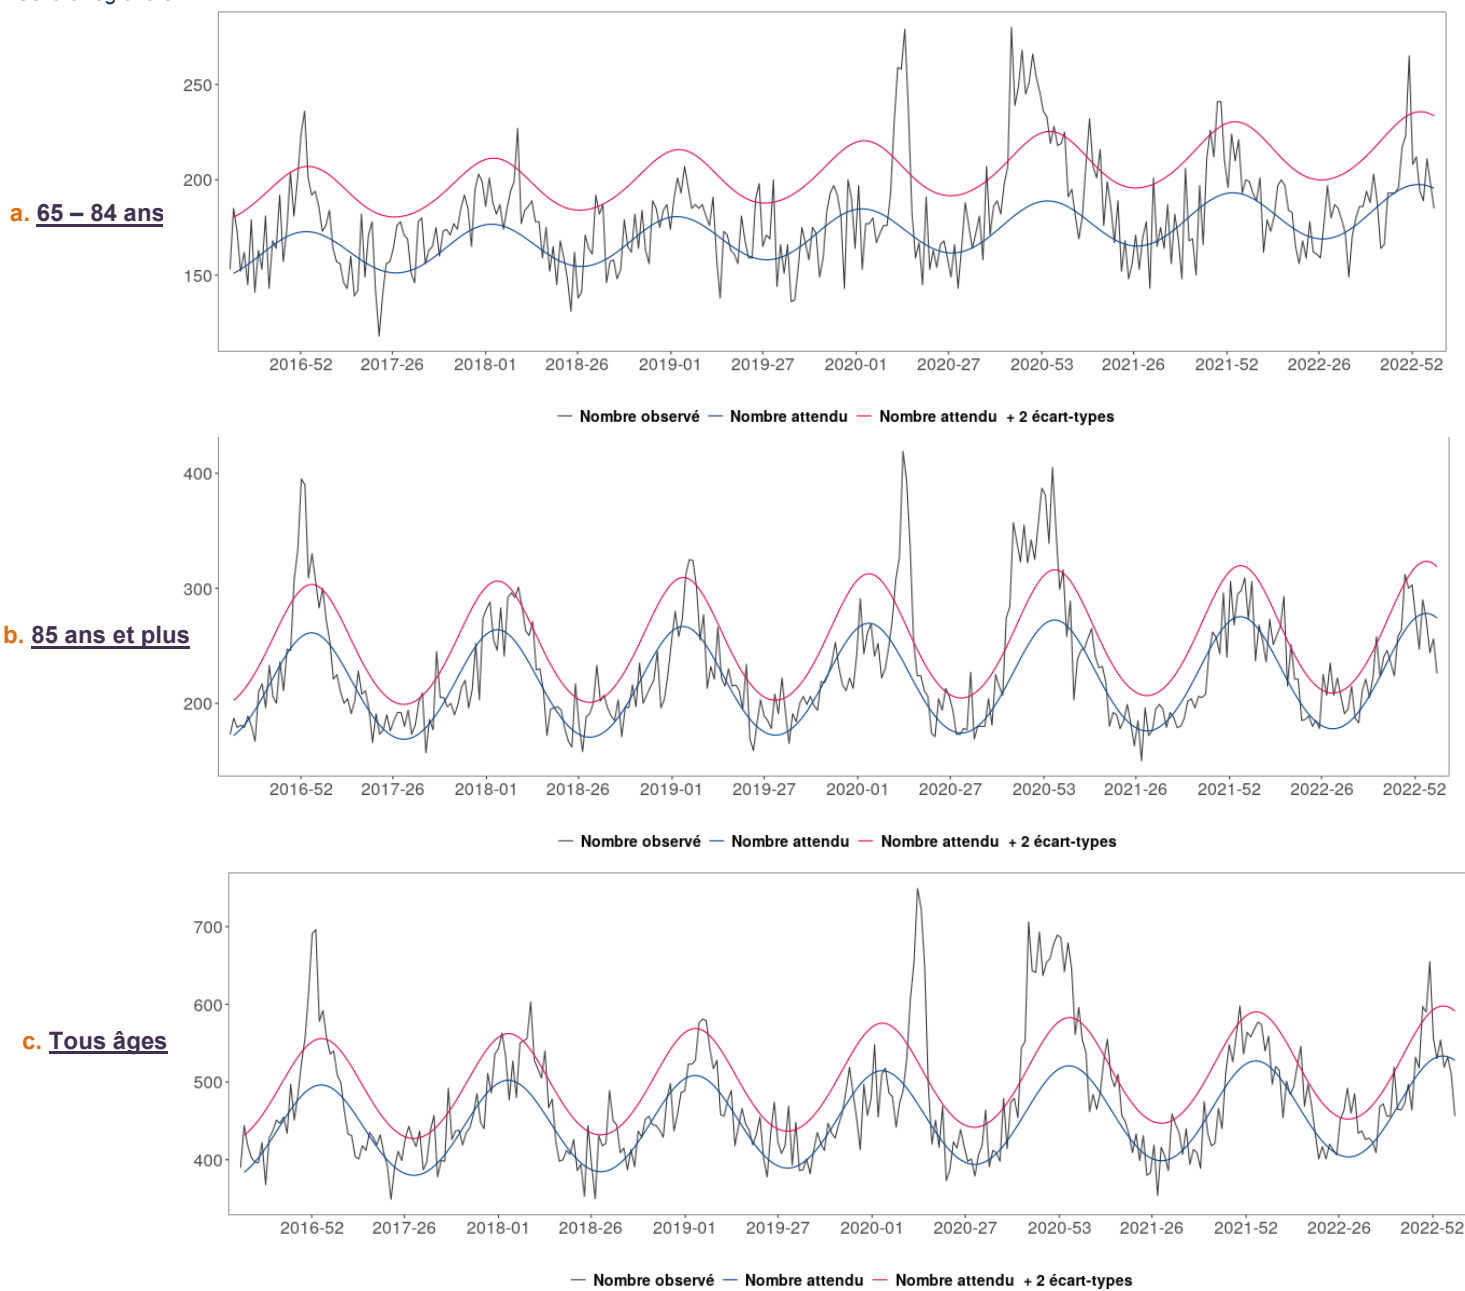 250
200
150
a. 65 – 84 ans
2016-52 2017-26 2018-01 2018-26 2019-01 2019-27 2020-01 2020-27 2020-53 2021-26 2021-52 2022-26 2022-52
Nombre observé Nombre attendu Nombre attendu + 2 écart-types
400
300
200
b. 85 ans et plus
2016-52 2017-26 2018-01 2018-26 2019-01 2019-27 2020-01 2020-27 2020-53 2021-26 2021-52 2022-26 2022-52
Nombre observé Nombre attendu Nombre attendu + 2 écart-types
700
600
500
400
c. Tous âges
2016-52 2017-26 2018-01 2018-26 2019-01 2019-27 2020-01 2020-27 2020-53 2021-26 2021-52 2022-26 2022-52
Nombre observé Nombre attendu Nombre attendu + 2 écart-types